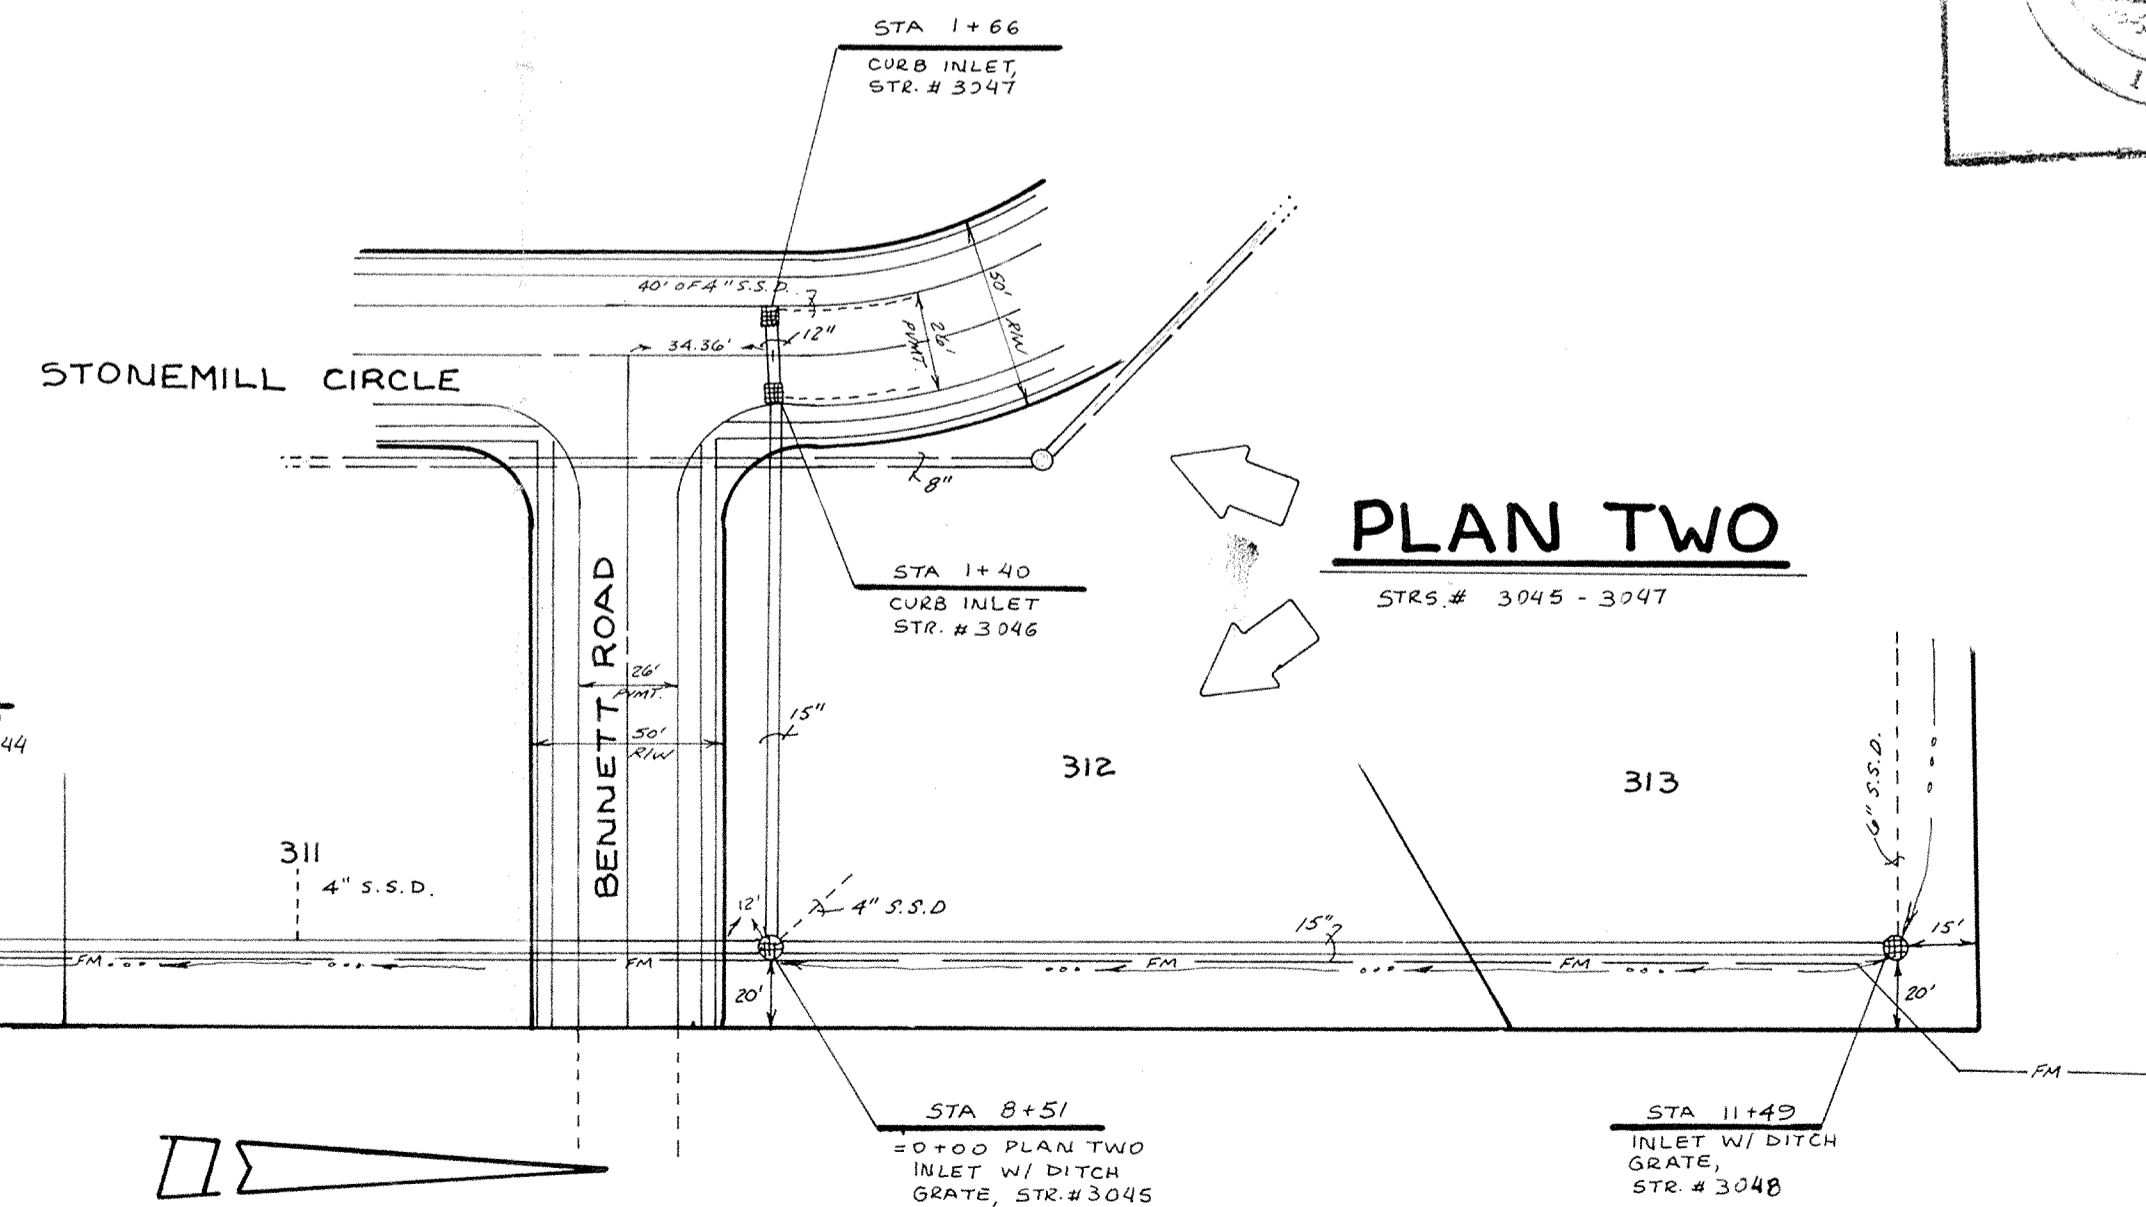 STA 1+66
CURB INLET,
STR. # 3047
40' OF 4" S.S.D.
34.36'
12"
26'
PVMT.
50'
R/W
STONEMILL CIRCLE
8"
PLAN TWO
STRS. # 3045 - 3047
STA 1+40
CURB INLET
STR. # 3046
BENNETT ROAD
26'
PVMT.
50'
R/W
15"
44
312
313
6" S.S.D.
311
4" S.S.D.
12'
4" S.S.D
15"
15'
FM
FM
FM
FM
20'
20'
FM
STA 8+51
=0+00 PLAN TWO
INLET W/ DITCH
GRATE, STR.#3045
STA 11+49
INLET W/ DITCH
GRATE,
STR. # 3048